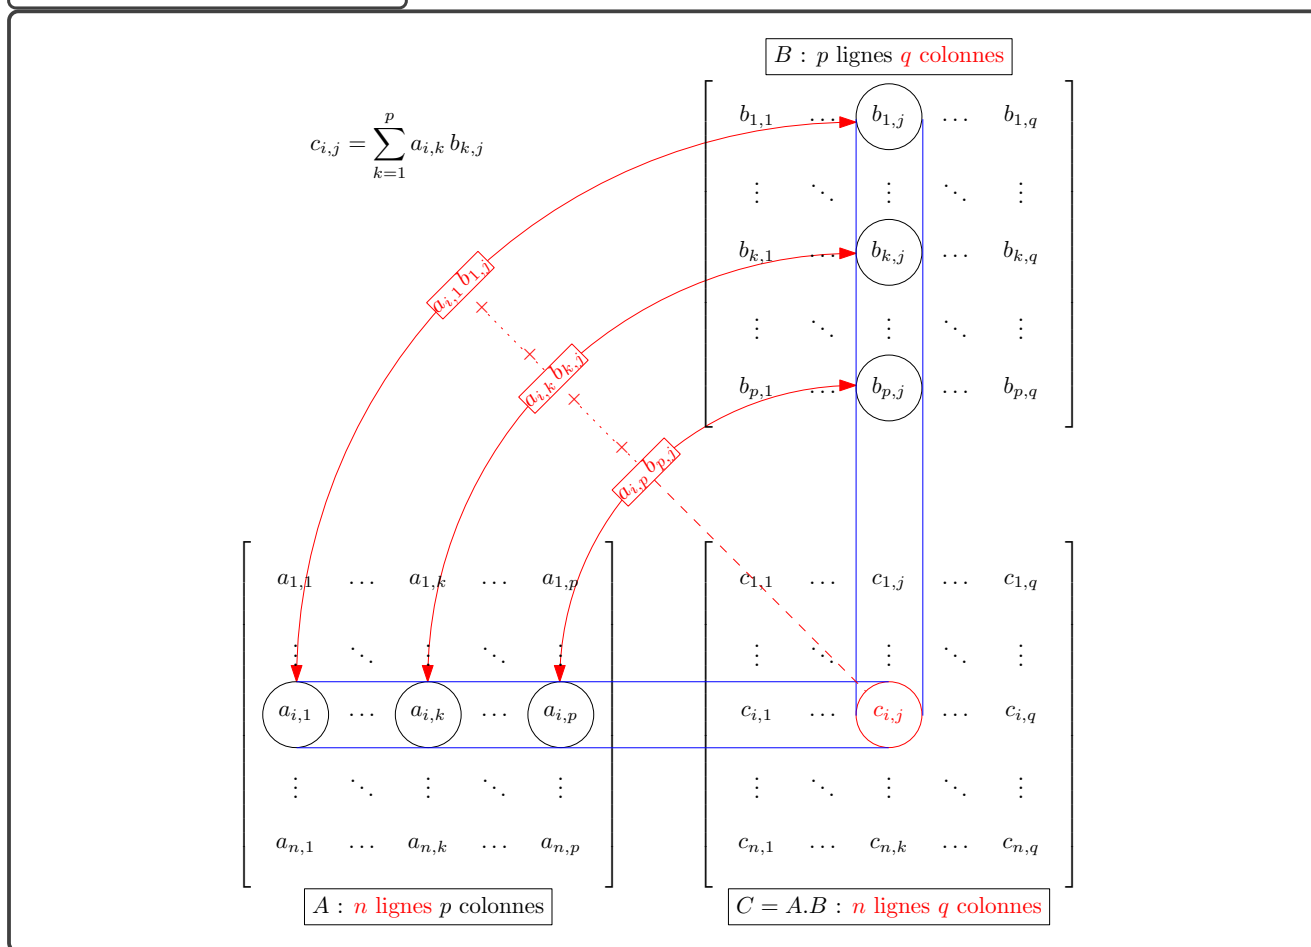 B : p lignes q colonnes
c_{i,j} = \sum_{k=1}^{p} a_{i,k} b_{k,j}
b_{1,1} … b_{1,j} … b_{1,q}
⋮ ⋱ ⋮ ⋱ ⋮
b_{k,1} … b_{k,j} … b_{k,q}
⋮ ⋱ ⋮ ⋱ ⋮
b_{p,1} … b_{p,j} … b_{p,q}
a_{i,1} b_{1,j}
+
+
a_{i,k} b_{k,j}
+
+
a_{i,p} b_{p,j}
a_{1,1} … a_{1,k} … a_{1,p}
⋮ ⋱ ⋮ ⋱ ⋮
a_{i,1} … a_{i,k} … a_{i,p}
⋮ ⋱ ⋮ ⋱ ⋮
a_{n,1} … a_{n,k} … a_{n,p}
A : n lignes p colonnes
c_{1,1} … c_{1,j} … c_{1,q}
⋮ ⋱ ⋮ ⋱ ⋮
c_{i,1} … c_{i,j} … c_{i,q}
⋮ ⋱ ⋮ ⋱ ⋮
c_{n,1} … c_{n,k} … c_{n,q}
C = A.B : n lignes q colonnes